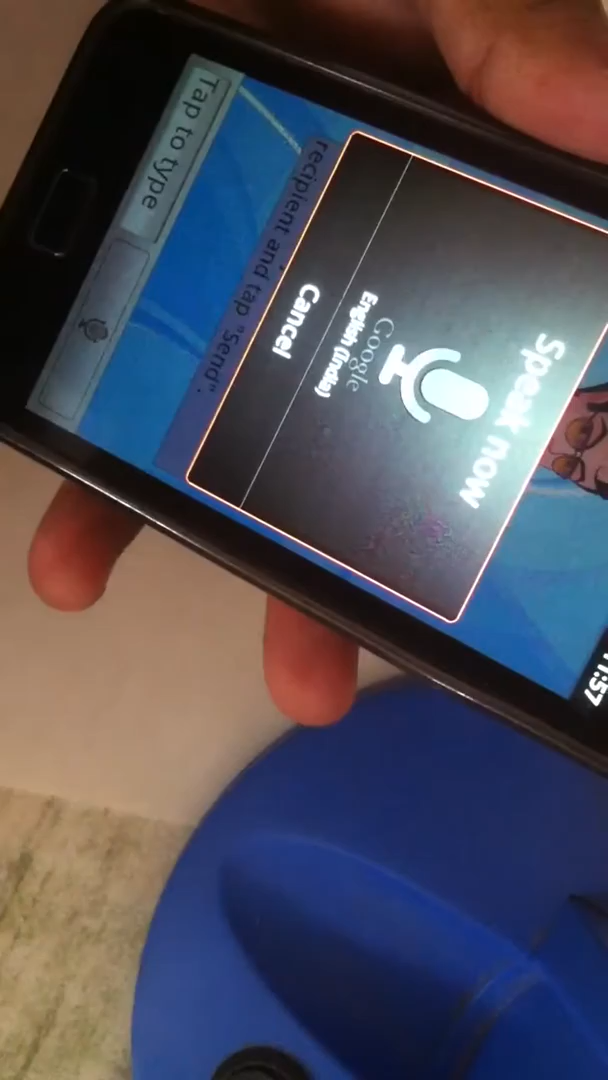 11:57
Speak now
Google
English (India)
Cancel
recipient and tap "Send".
Tap to type